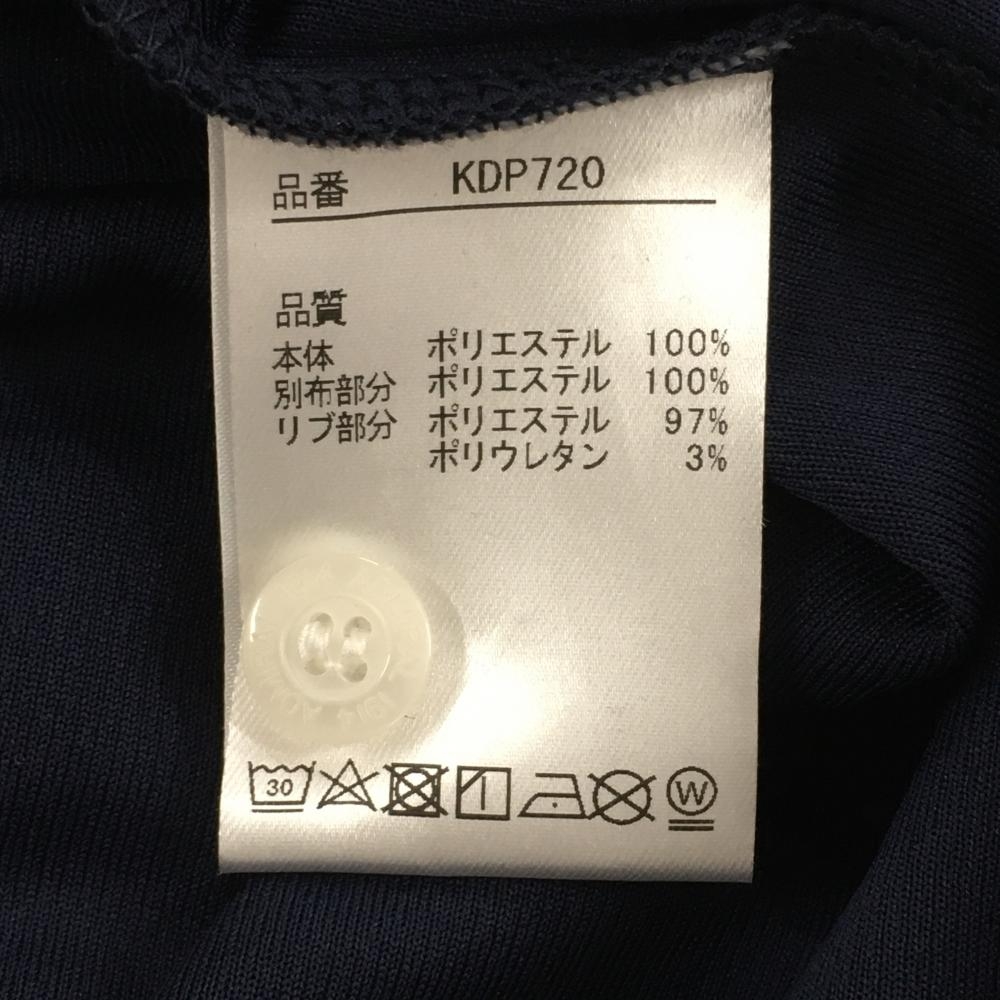 品番 KDP720
品質
本体 ポリエステル 100%
別布部分 ポリエステル 100%
リブ部分 ポリエステル 97%
ポリウレタン 3%
30
W